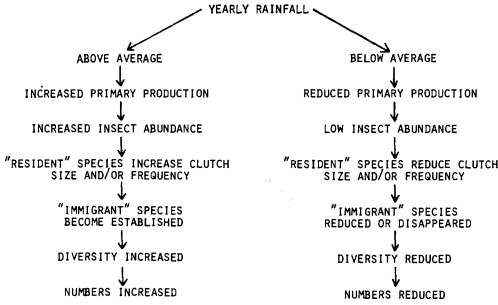 YEARLY RAINFALL
ABOVE AVERAGE
INCREASED PRIMARY PRODUCTION
INCREASED INSECT ABUNDANCE
"RESIDENT" SPECIES INCREASE CLUTCH
SIZE AND/OR FREQUENCY
"IMMIGRANT" SPECIES
BECOME ESTABLISHED
DIVERSITY INCREASED
NUMBERS INCREASED
BELOW AVERAGE
REDUCED PRIMARY PRODUCTION
LOW INSECT ABUNDANCE
"RESIDENT" SPECIES REDUCE CLUTCH
SIZE AND/OR FREQUENCY
"IMMIGRANT" SPECIES
REDUCED OR DISAPPEARED
DIVERSITY REDUCED
NUMBERS REDUCED